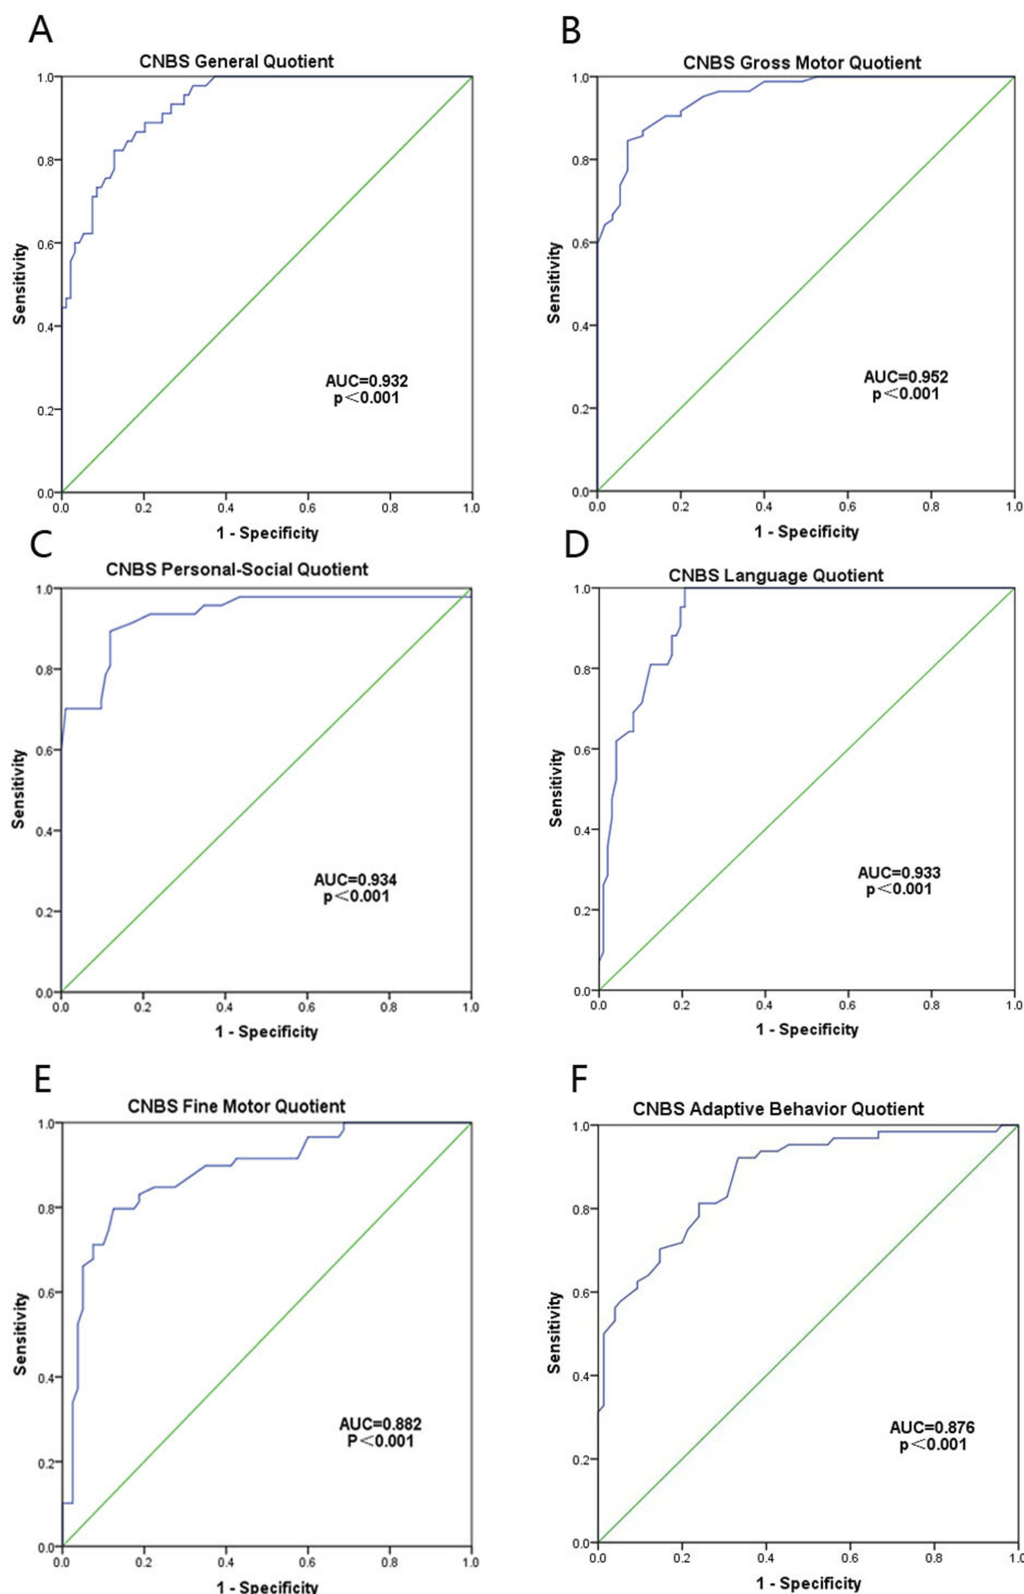 A
CNBS General Quotient
1.0
0.8
0.6
0.4
0.2
0.0
Sensitivity
AUC=0.932
p<0.001
0.0 0.2 0.4 0.6 0.8 1.0
1 - Specificity
B
CNBS Gross Motor Quotient
1.0
0.8
0.6
0.4
0.2
0.0
Sensitivity
AUC=0.952
p<0.001
0.0 0.2 0.4 0.6 0.8 1.0
1 - Specificity
C
CNBS Personal-Social Quotient
1.0
0.8
0.6
0.4
0.2
0.0
Sensitivity
AUC=0.934
p<0.001
0.0 0.2 0.4 0.6 0.8 1.0
1 - Specificity
D
CNBS Language Quotient
1.0
0.8
0.6
0.4
0.2
0.0
Sensitivity
AUC=0.933
p<0.001
0.0 0.2 0.4 0.6 0.8 1.0
1 - Specificity
E
CNBS Fine Motor Quotient
1.0
0.8
0.6
0.4
0.2
0.0
Sensitivity
AUC=0.882
P<0.001
0.0 0.2 0.4 0.6 0.8 1.0
1 - Specificity
F
CNBS Adaptive Behavior Quotient
1.0
0.8
0.6
0.4
0.2
0.0
Sensitivity
AUC=0.876
p<0.001
0.0 0.2 0.4 0.6 0.8 1.0
1 - Specificity